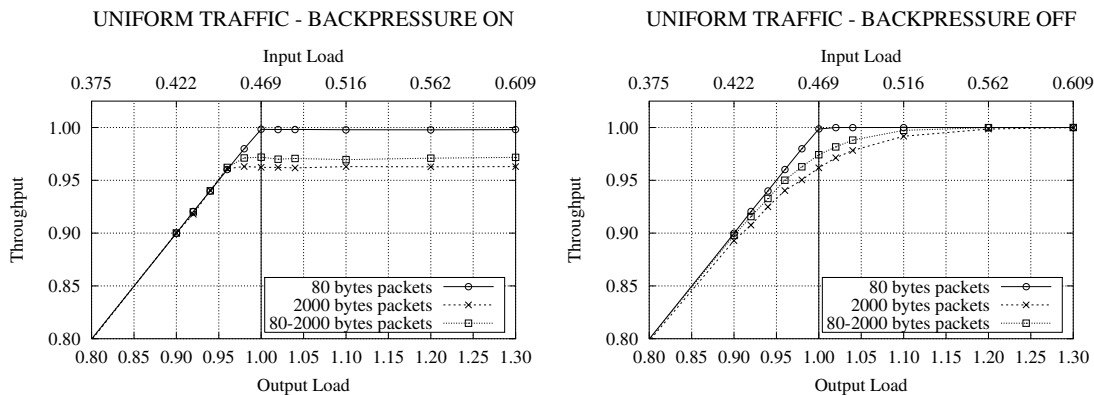 UNIFORM TRAFFIC - BACKPRESSURE ON
Input Load
0.375 0.422 0.469 0.516 0.562 0.609
1.00
0.95
0.90
0.85
0.80
Throughput
80 bytes packets
2000 bytes packets
80-2000 bytes packets
0.80 0.85 0.90 0.95 1.00 1.05 1.10 1.15 1.20 1.25 1.30
Output Load
UNIFORM TRAFFIC - BACKPRESSURE OFF
Input Load
0.375 0.422 0.469 0.516 0.562 0.609
1.00
0.95
0.90
0.85
0.80
Throughput
80 bytes packets
2000 bytes packets
80-2000 bytes packets
0.80 0.85 0.90 0.95 1.00 1.05 1.10 1.15 1.20 1.25 1.30
Output Load